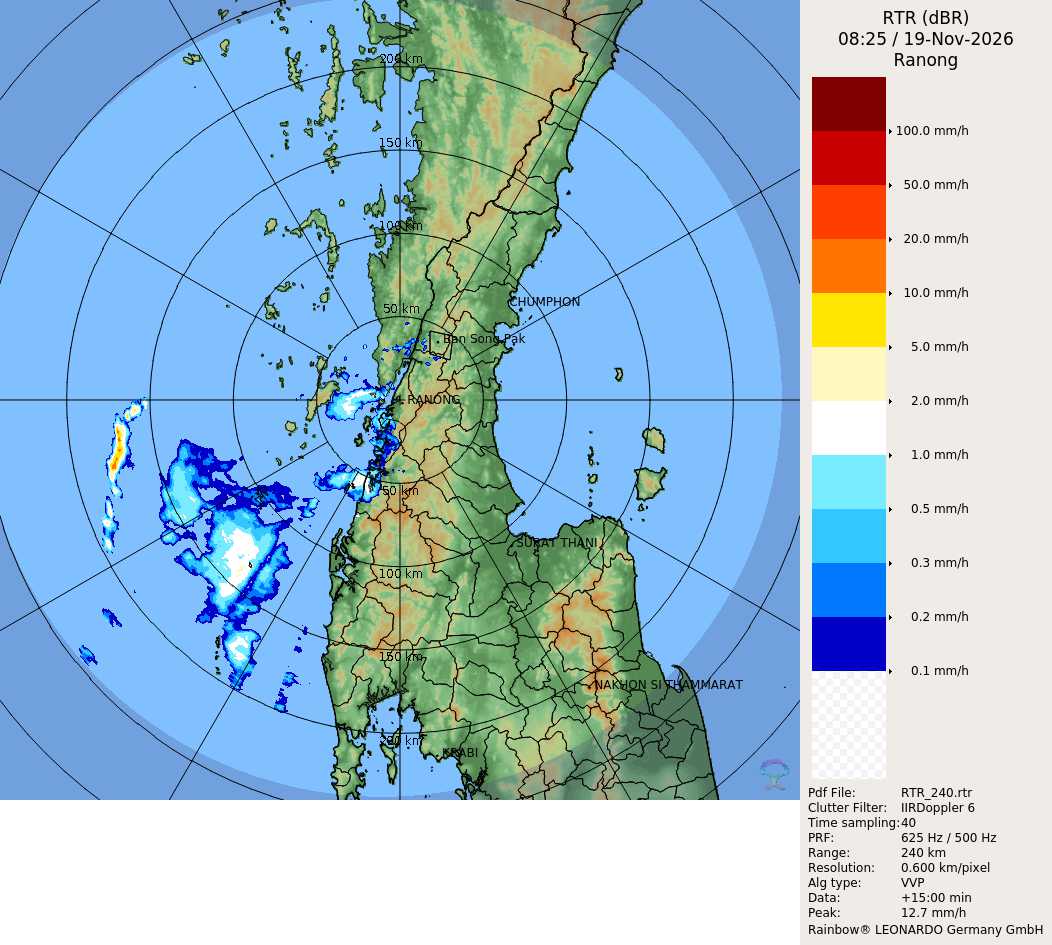 RTR (dBR)
08:25 / 19-Nov-2026
Ranong
100.0 mm/h
50.0 mm/h
20.0 mm/h
10.0 mm/h
5.0 mm/h
2.0 mm/h
1.0 mm/h
0.5 mm/h
0.3 mm/h
0.2 mm/h
0.1 mm/h
200 km
150 km
100 km
50 km
CHUMPHON
Ban Song Pak
RANONG
50 km
SURAT THANI
100 km
150 km
NAKHON SI THAMMARAT
200 km
KRABI
Pdf File: RTR_240.rtr
Clutter Filter: IIRDoppler 6
Time sampling: 40
PRF: 625 Hz / 500 Hz
Range: 240 km
Resolution: 0.600 km/pixel
Alg type: VVP
Data: +15:00 min
Peak: 12.7 mm/h
Rainbow® LEONARDO Germany GmbH